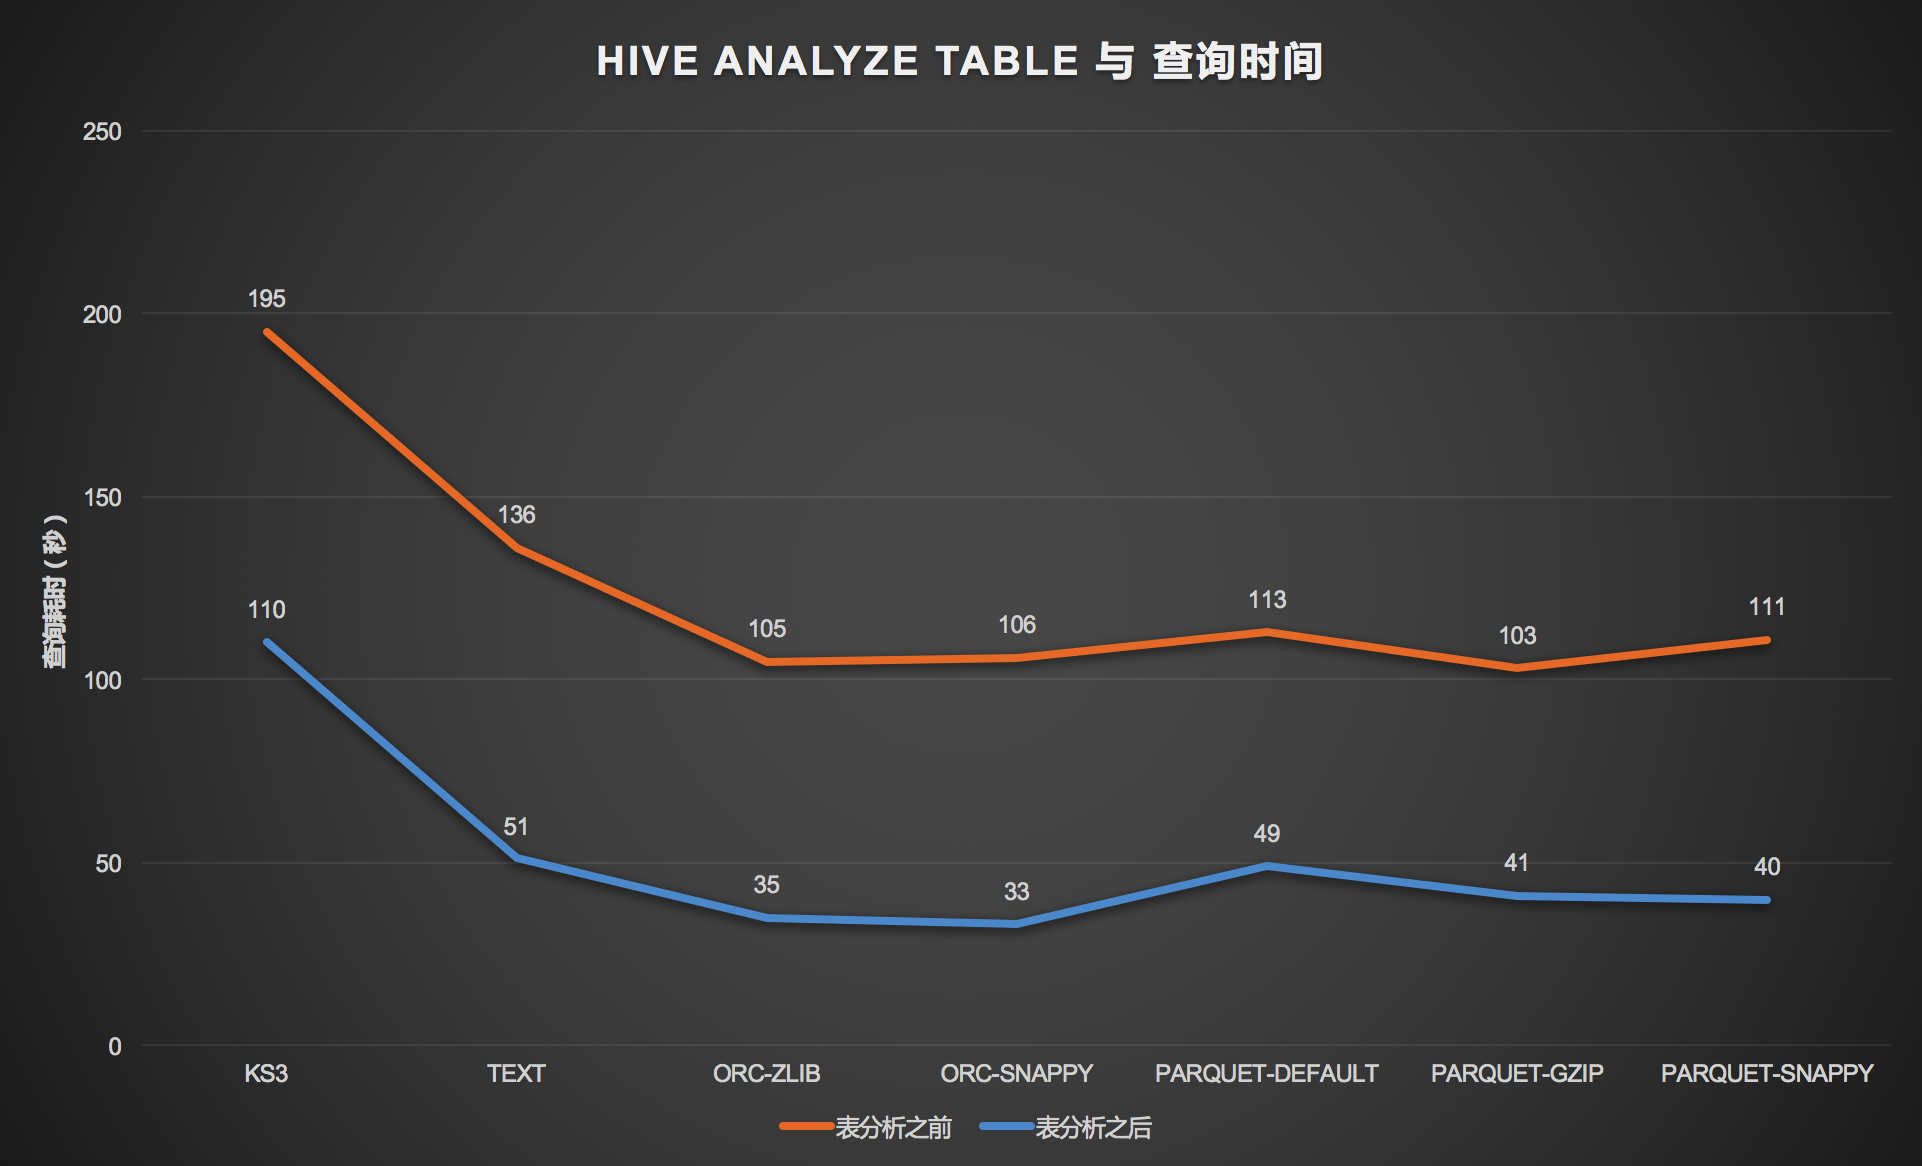 HIVE ANALYZE TABLE 与 查询时间
250
200
150
100
50
0
查询耗时(秒)
195
136
105
106
113
103
111
110
51
35
33
49
41
40
KS3
TEXT
ORC-ZLIB
ORC-SNAPPY
PARQUET-DEFAULT
PARQUET-GZIP
PARQUET-SNAPPY
表分析之前
表分析之后